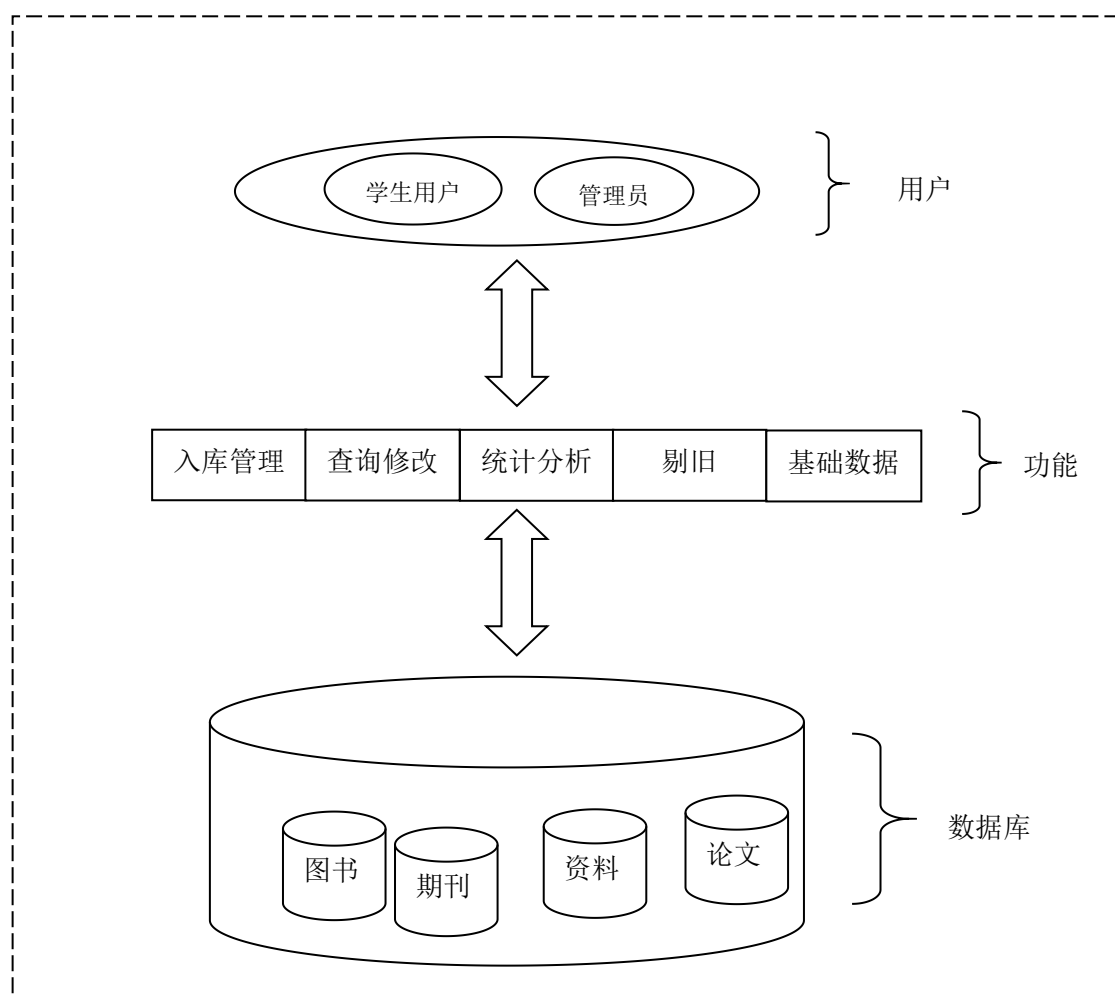 学生用户 管理员 用户
入库管理 查询修改 统计分析 剔旧 基础数据 功能
图书 期刊 资料 论文 数据库